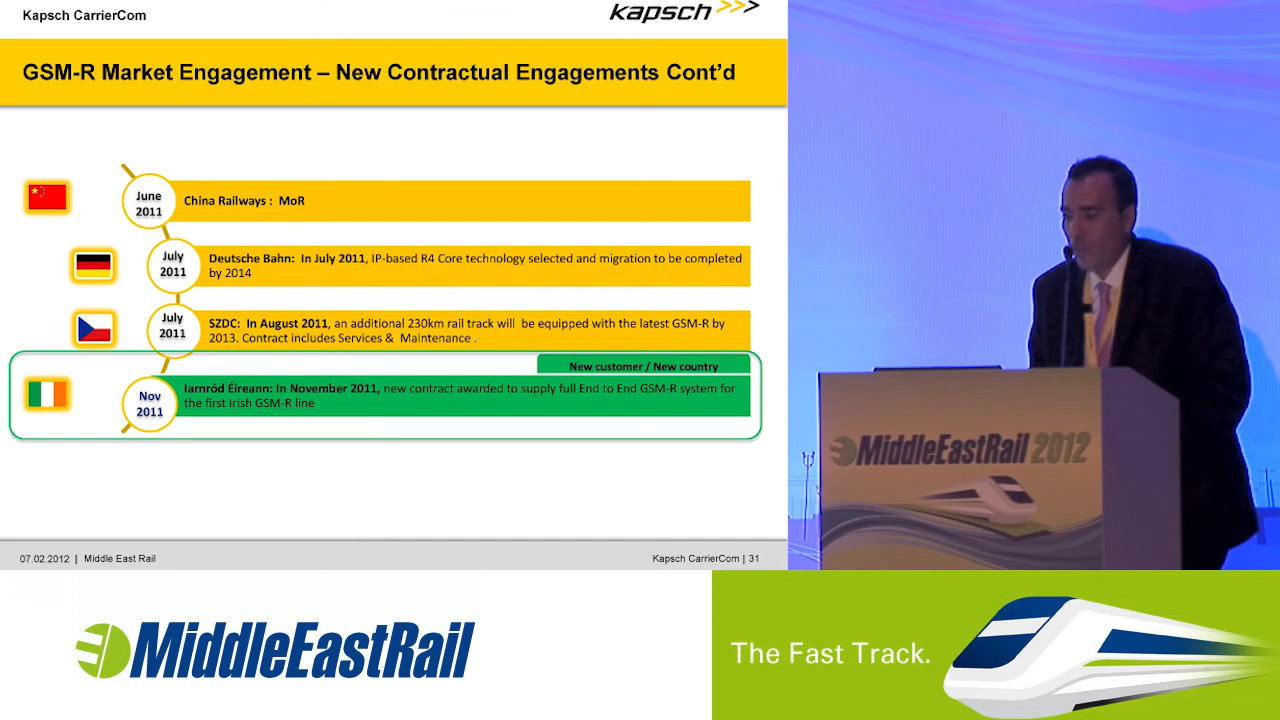 Kapsch CarrierCom
kapsch >>>
GSM-R Market Engagement – New Contractual Engagements Cont’d
June
2011
China Railways : MoR
July
2011
Deutsche Bahn: In July 2011, IP-based R4 Core technology selected and migration to be completed
by 2014
July
2011
SZDC: In August 2011, an additional 230km rail track will be equipped with the latest GSM-R by
2013. Contract includes Services & Maintenance .
New customer / New country
Nov
2011
Iarnród Éireann: In November 2011, new contract awarded to supply full End to End GSM-R system for
the first Irish GSM-R line
07.02.2012 | Middle East Rail
Kapsch CarrierCom | 31
MiddleEastRail 2012
MiddleEastRail
The Fast Track.